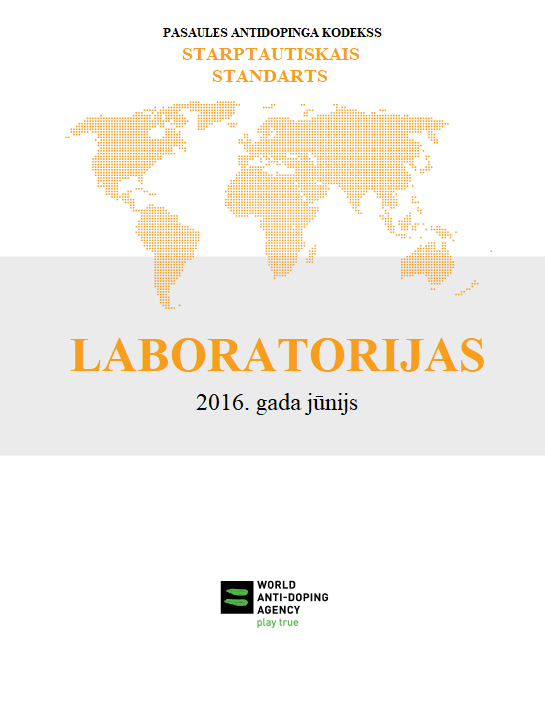 PASAULES ANTIDOPINGA KODEKSS
STARPTAUTISKAIS
STANDARTS
LABORATORIJAS
2016. gada jūnijs
WORLD
ANTI-DOPING
AGENCY
play true